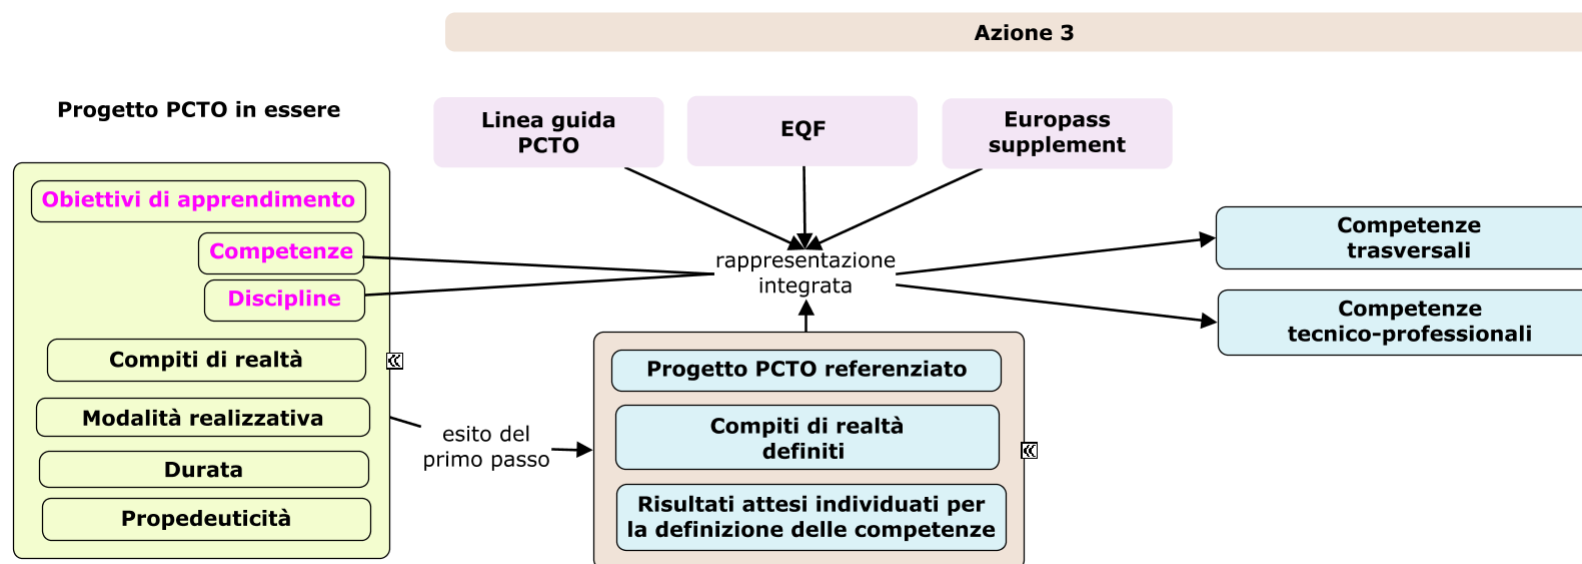 Azione 3
Progetto PCTO in essere
Linea guida
PCTO
EQF
Europass
supplement
Obiettivi di apprendimento
Competenze
Discipline
Compiti di realtà
Modalità realizzativa
Durata
Propedeuticità
rappresentazione
integrata
Competenze
trasversali
Competenze
tecnico-professionali
esito del
primo passo
Progetto PCTO referenziato
Compiti di realtà
definiti
Risultati attesi individuati per
la definizione delle competenze